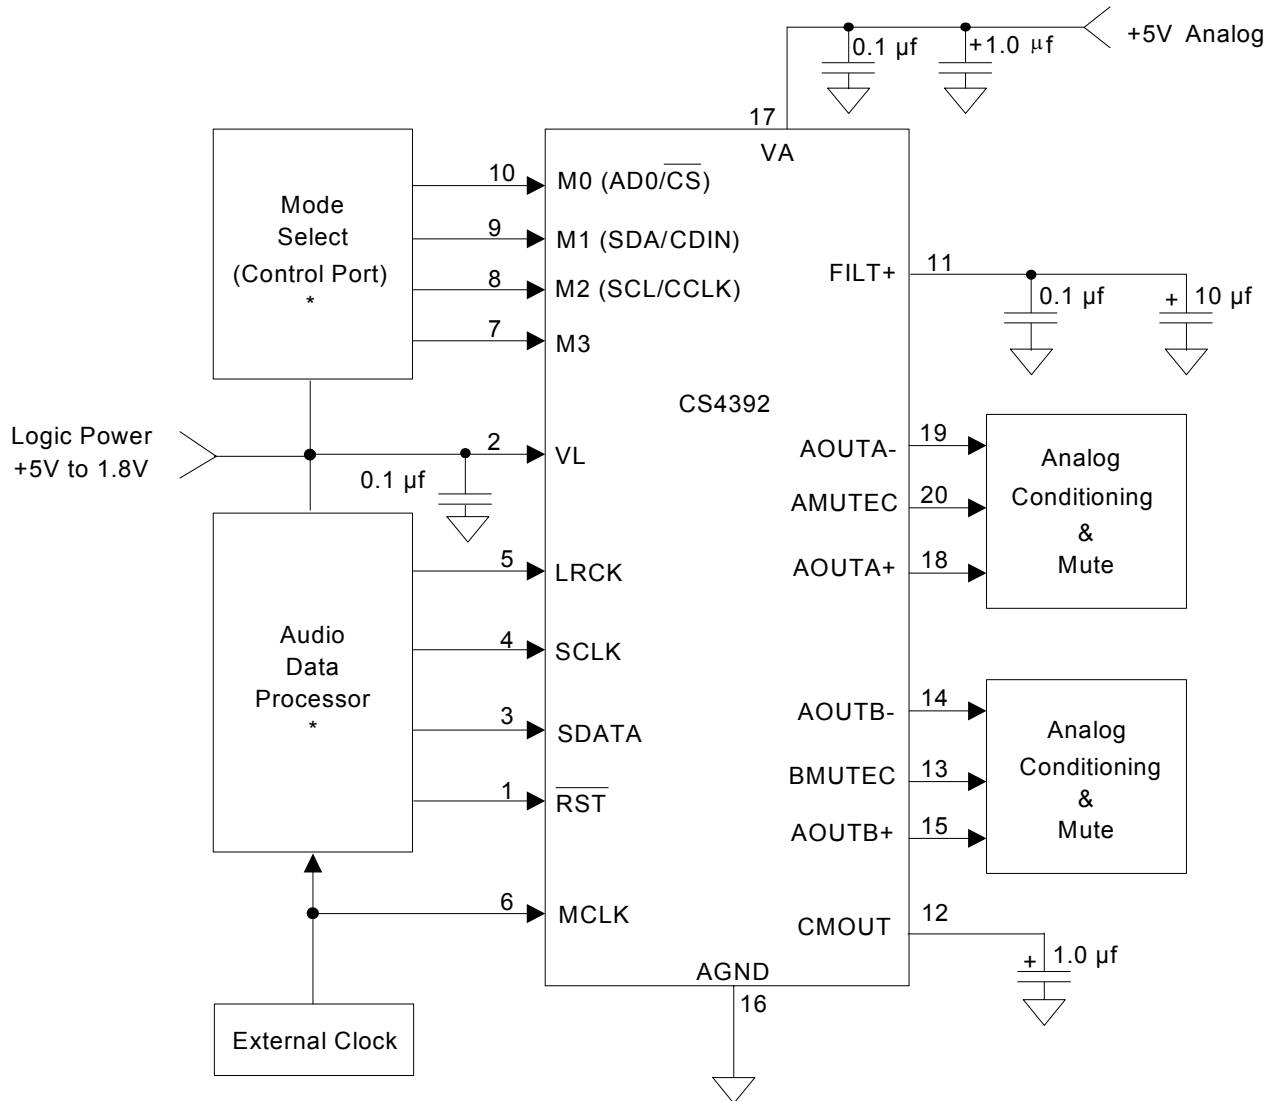 +5V Analog
0.1 µf
+1.0 µf
17
VA
Mode
Select
(Control Port)
*
10
M0 (AD0/CS)
9
M1 (SDA/CDIN)
8
M2 (SCL/CCLK)
7
M3
FILT+
11
0.1 µf
+ 10 µf
CS4392
Logic Power
+5V to 1.8V
0.1 µf
2
VL
AOUTA-
19
AMUTEC
20
AOUTA+
18
Analog
Conditioning
&
Mute
Audio
Data
Processor
*
5
LRCK
4
SCLK
3
SDATA
1
RST
6
MCLK
AOUTB-
14
BMUTEC
13
AOUTB+
15
Analog
Conditioning
&
Mute
CMOUT
12
+ 1.0 µf
AGND
16
External Clock